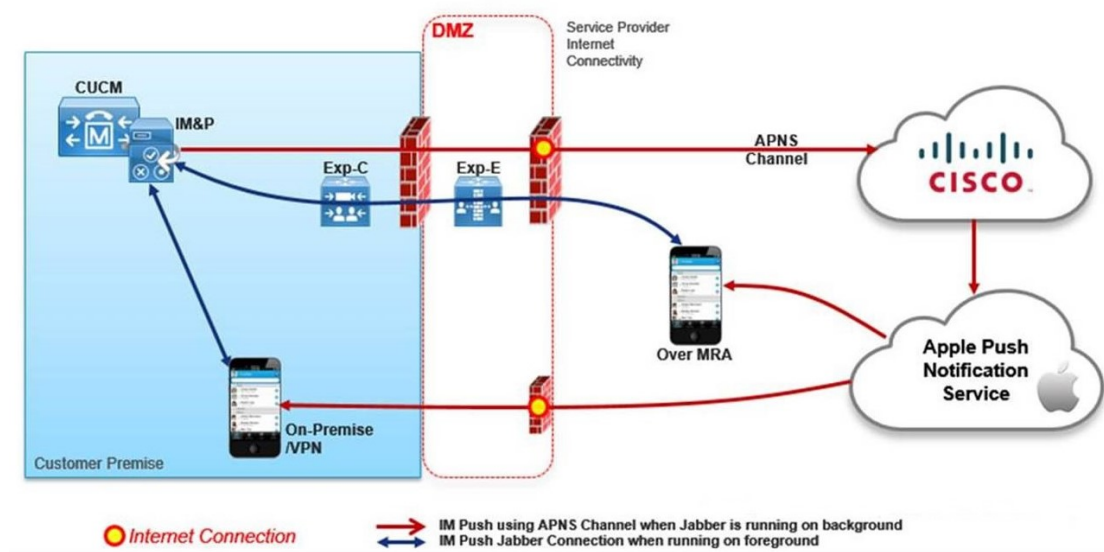 DMZ
Service Provider
Internet
Connectivity
CUCM
IM&P
M
APNS
Channel
CISCO
Exp-C
Exp-E
Over MRA
Apple Push
Notification
Service
On-Premise
/VPN
Customer Premise
Internet Connection
IM Push using APNS Channel when Jabber is running on background
IM Push Jabber Connection when running on foreground